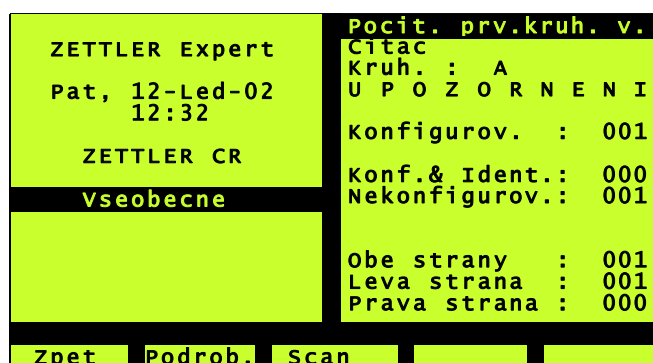 ZETTLER Expert
Pat, 12-Led-02
12:32
ZETTLER CR
Vseobecne
Pocit. prv.kruh. v.
Citac
Kruh. : A
U P O Z O R N E N I
Konfigurov. : 001
Konf.& Ident.: 000
Nekonfigurov.: 001
Obe strany : 001
Leva strana : 001
Prava strana : 000
Zpet Podrob. Scan